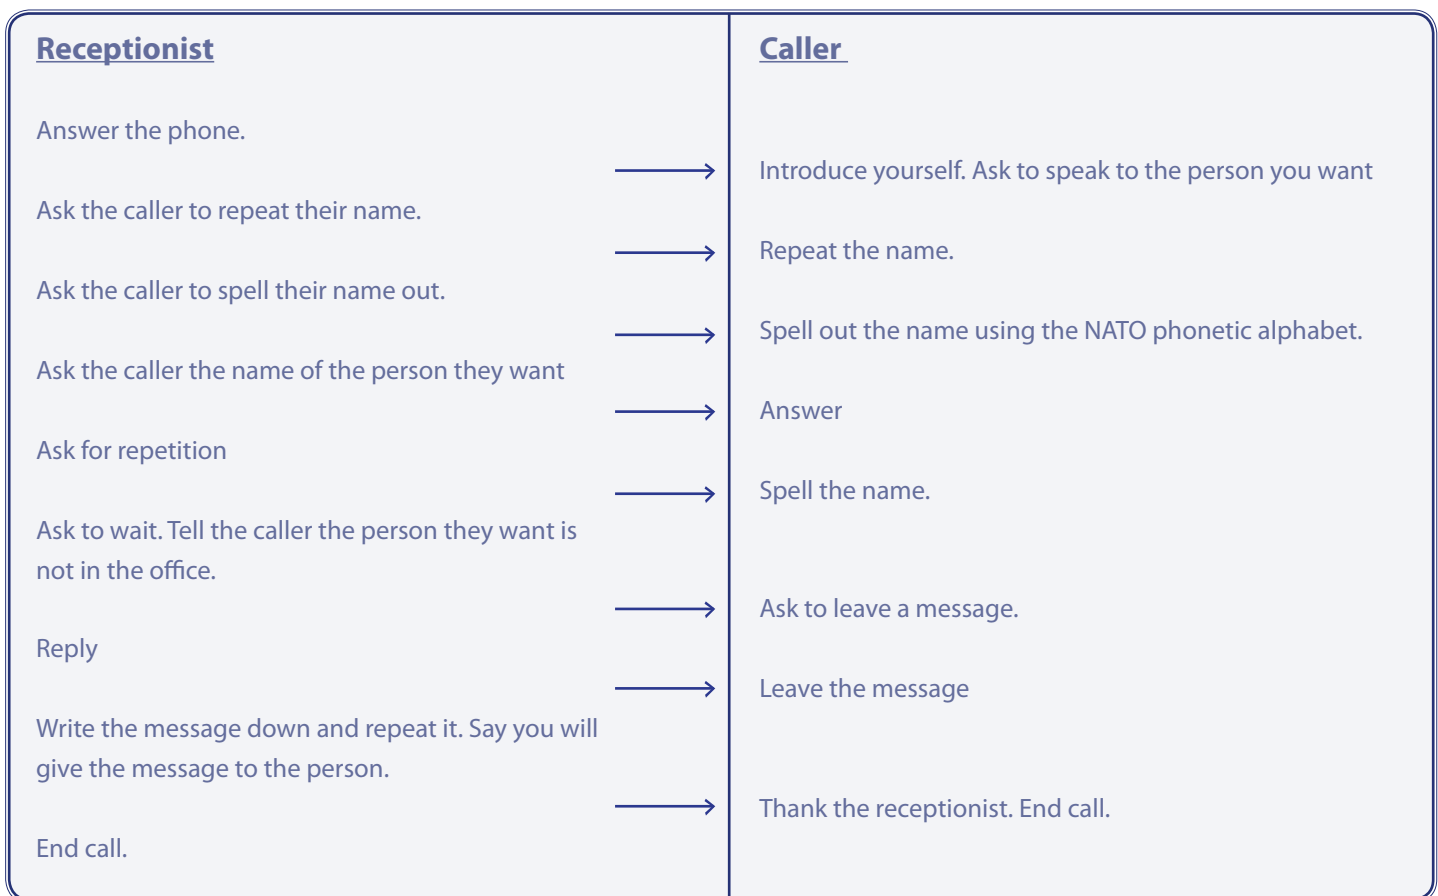 Receptionist
Caller
Answer the phone.
Introduce yourself. Ask to speak to the person you want
Ask the caller to repeat their name.
Repeat the name.
Ask the caller to spell their name out.
Spell out the name using the NATO phonetic alphabet.
Ask the caller the name of the person they want
Answer
Ask for repetition
Spell the name.
Ask to wait. Tell the caller the person they want is
not in the office.
Ask to leave a message.
Reply
Leave the message
Write the message down and repeat it. Say you will
give the message to the person.
Thank the receptionist. End call.
End call.